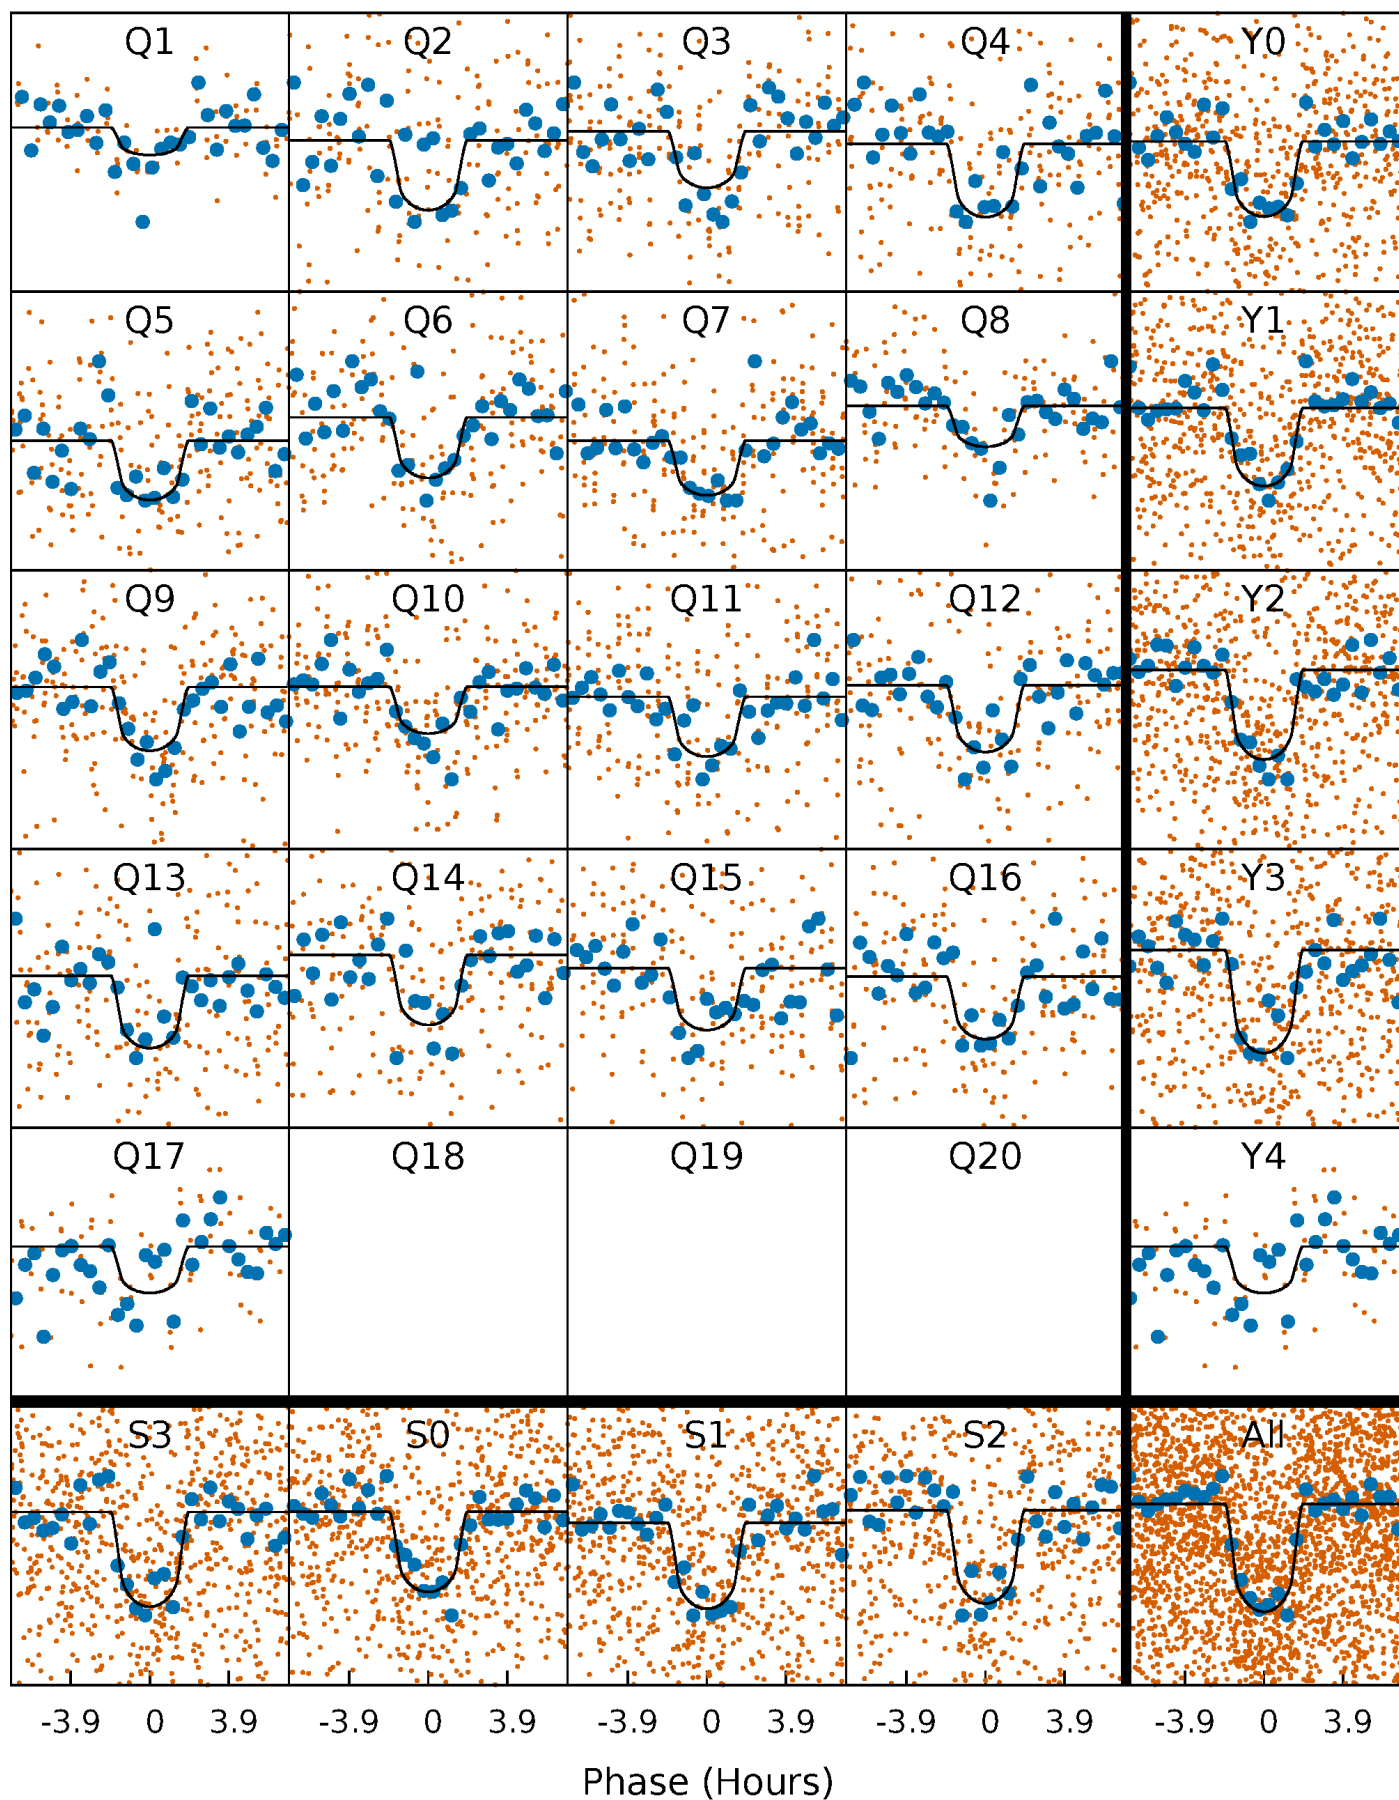 Q1 Q2 Q3 Q4 Y0
Q5 Q6 Q7 Q8 Y1
Q9 Q10 Q11 Q12 Y2
Q13 Q14 Q15 Q16 Y3
Q17 Q18 Q19 Q20 Y4
S3 S0 S1 S2 All
-3.9 0 3.9 -3.9 0 3.9 -3.9 0 3.9 -3.9 0 3.9 -3.9 0 3.9
Phase (Hours)